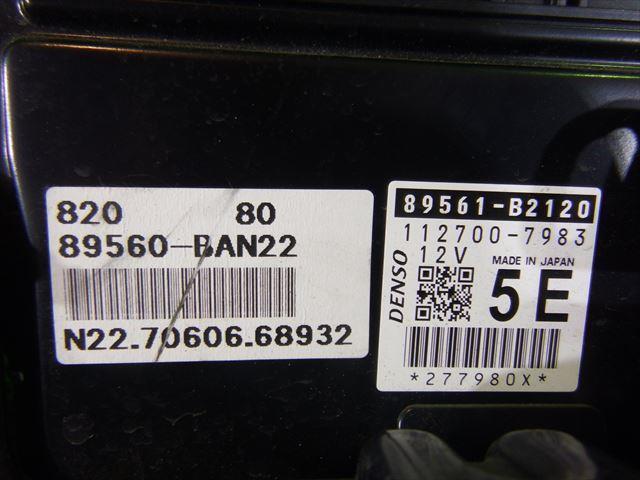 820 80
89560-BAN22
N22.70606.68932
89561-B2120
112700-7983
DENSO
12V MADE IN JAPAN
5E
*277980X*